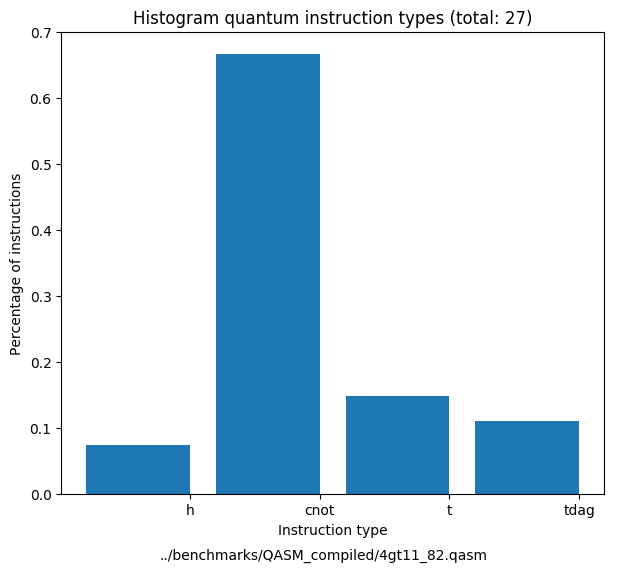 Histogram quantum instruction types (total: 27)
0.7
0.6
0.5
0.4
0.3
0.2
0.1
0.0
Percentage of instructions
h cnot t tdag
Instruction type
../benchmarks/QASM_compiled/4gt11_82.qasm